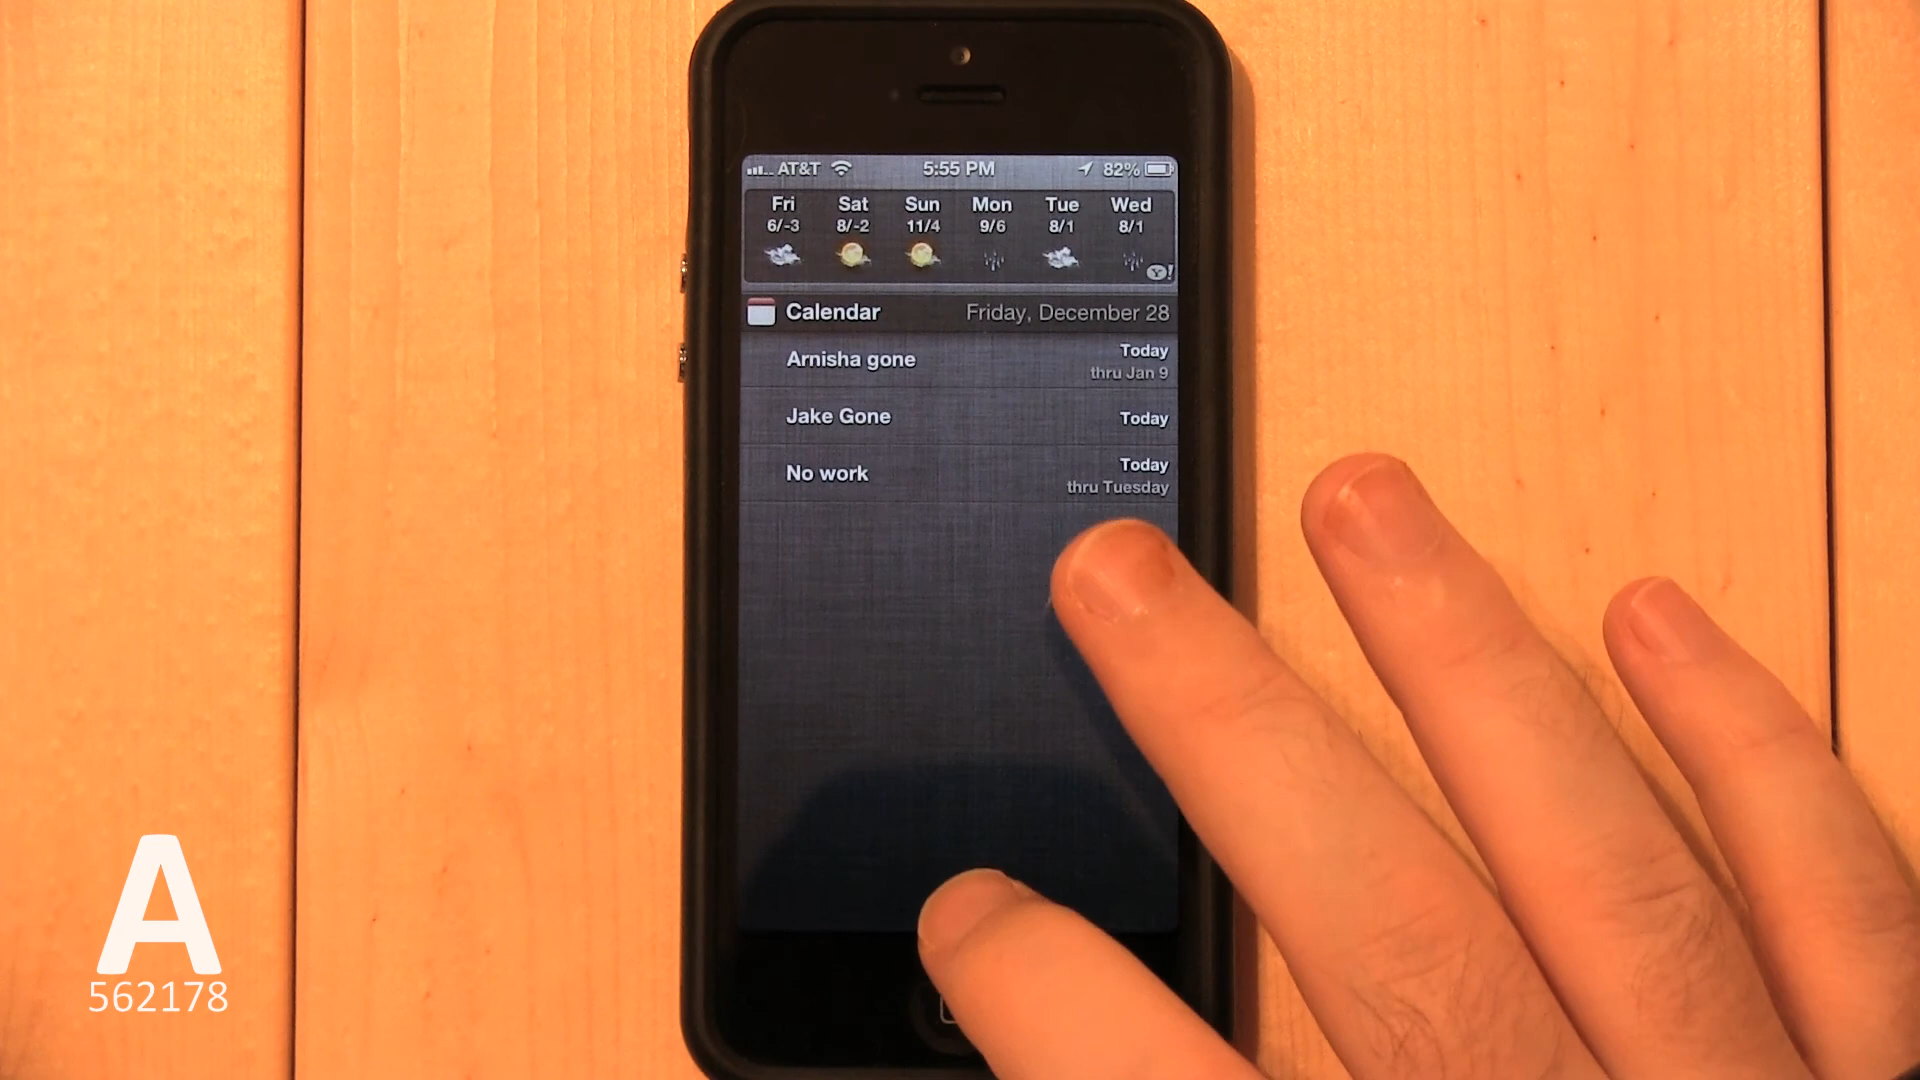 AT&T 5:55 PM 82%
Fri Sat Sun Mon Tue Wed
6/-3 8/-2 11/4 9/6 8/1 8/1
Y!
Calendar Friday, December 28
Arnisha gone Today
thru Jan 9
Jake Gone Today
No work Today
thru Tuesday
A
562178